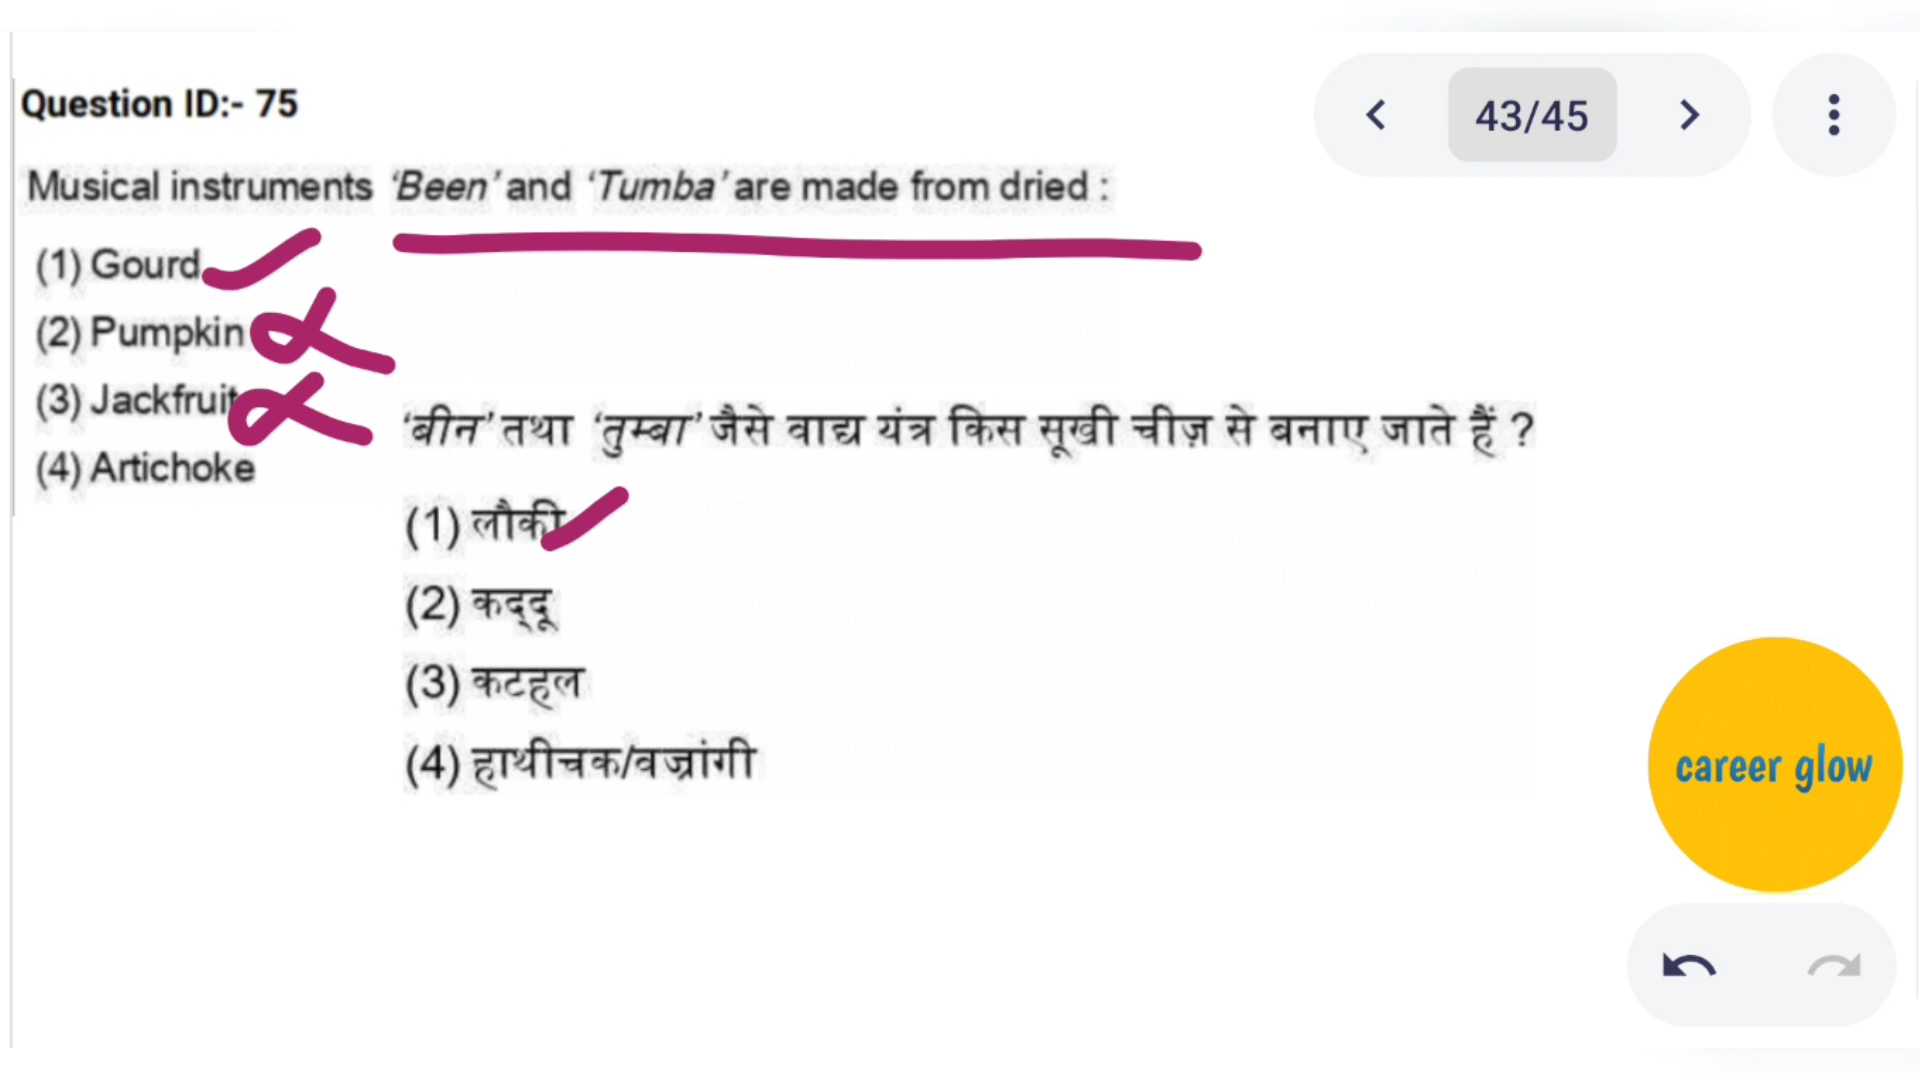 Question ID:- 75
43/45
Musical instruments 'Been' and 'Tumba' are made from dried :
(1) Gourd
(2) Pumpkin
(3) Jackfruit
(4) Artichoke
'बीन' तथा 'तुम्बा' जैसे वाद्य यंत्र किस सूखी चीज़ से बनाए जाते हैं ?
(1) लौकी
(2) कद्दू
(3) कटहल
(4) हाथीचक/वज्रांगी
career glow